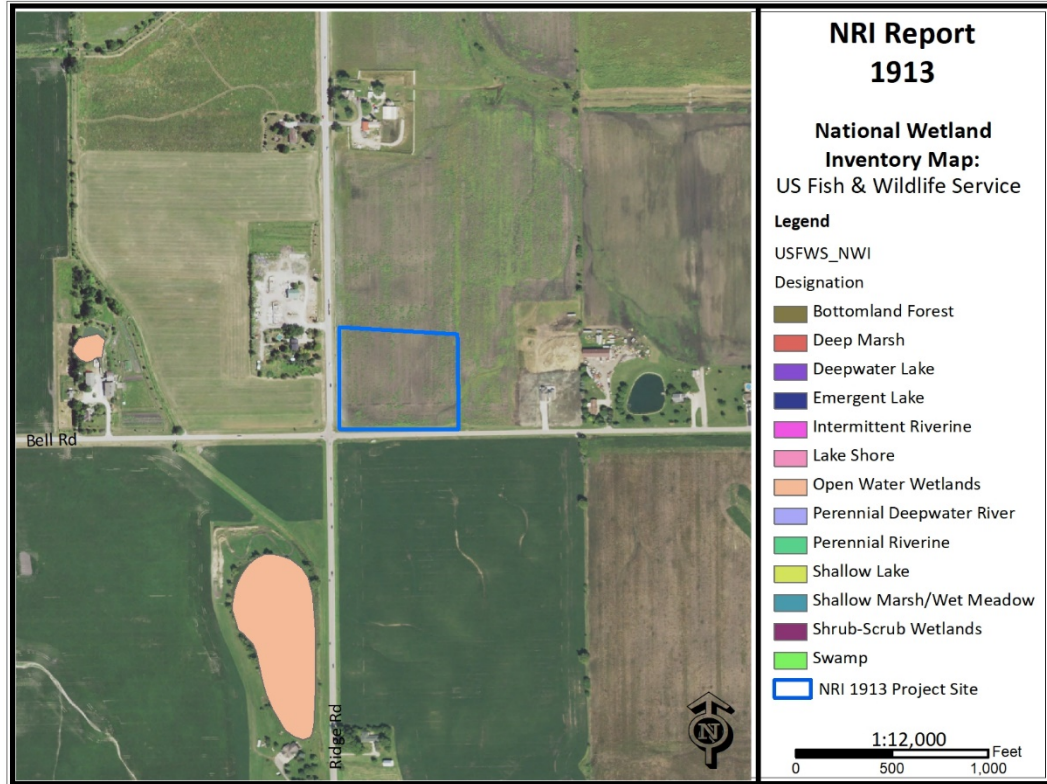 NRI Report
1913
National Wetland
Inventory Map:
US Fish & Wildlife Service
Legend
USFWS_NWI
Designation
Bottomland Forest
Deep Marsh
Deepwater Lake
Emergent Lake
Intermittent Riverine
Lake Shore
Open Water Wetlands
Perennial Deepwater River
Perennial Riverine
Shallow Lake
Shallow Marsh/Wet Meadow
Shrub-Scrub Wetlands
Swamp
NRI 1913 Project Site
1:12,000
Feet
0 500 1,000
Bell Rd
Ridge Rd
N